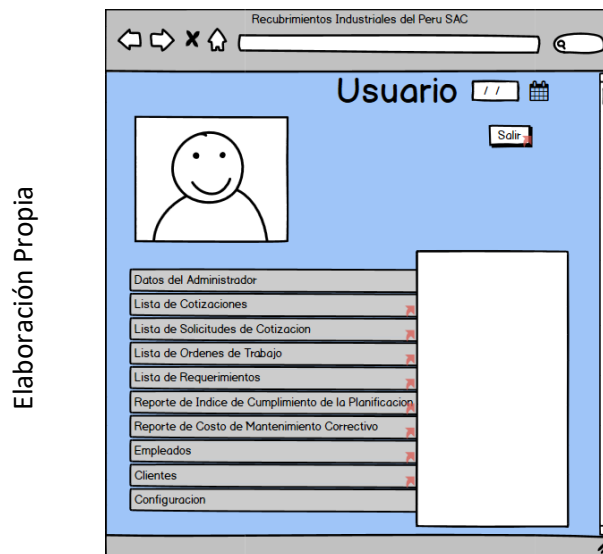 Elaboración Propia
Recubrimientos Industriales del Peru SAC
Usuario
/ /
Salir
Datos del Administrador
Lista de Cotizaciones
Lista de Solicitudes de Cotizacion
Lista de Ordenes de Trabajo
Lista de Requerimientos
Reporte de Indice de Cumplimiento de la Planificacion
Reporte de Costo de Mantenimiento Correctivo
Empleados
Clientes
Configuracion